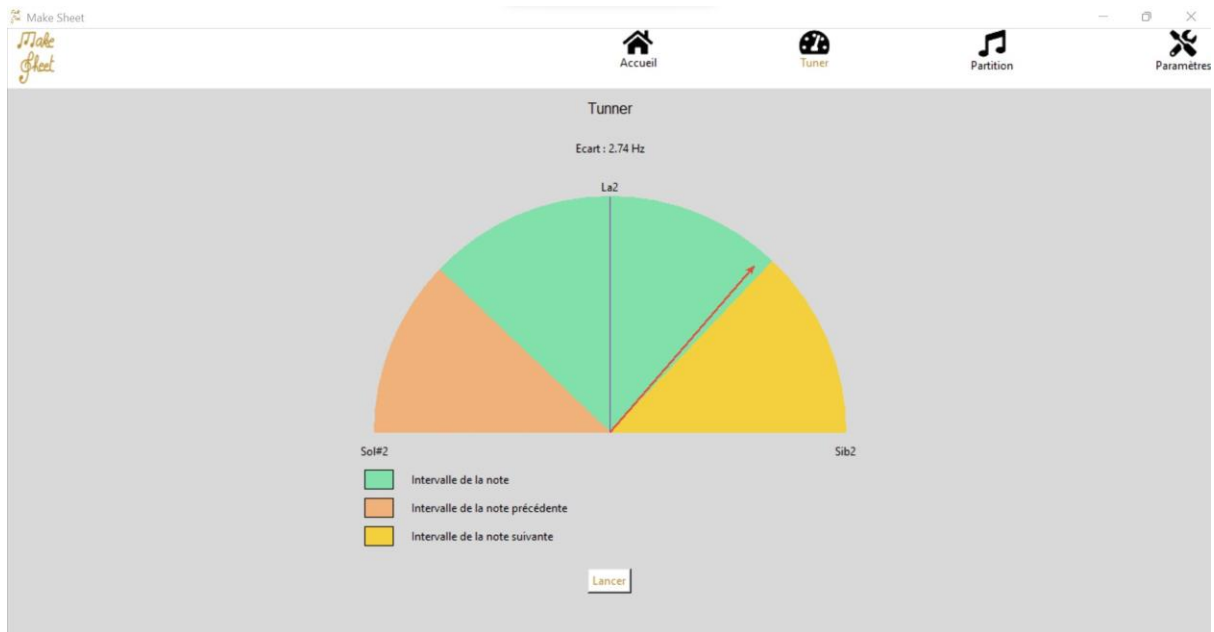 Make Sheet
Make
Sheet
Accueil
Tuner
Partition
Paramètres
Tunner
Ecart : 2.74 Hz
La2
Sol#2
Sib2
Intervalle de la note
Intervalle de la note précédente
Intervalle de la note suivante
Lancer